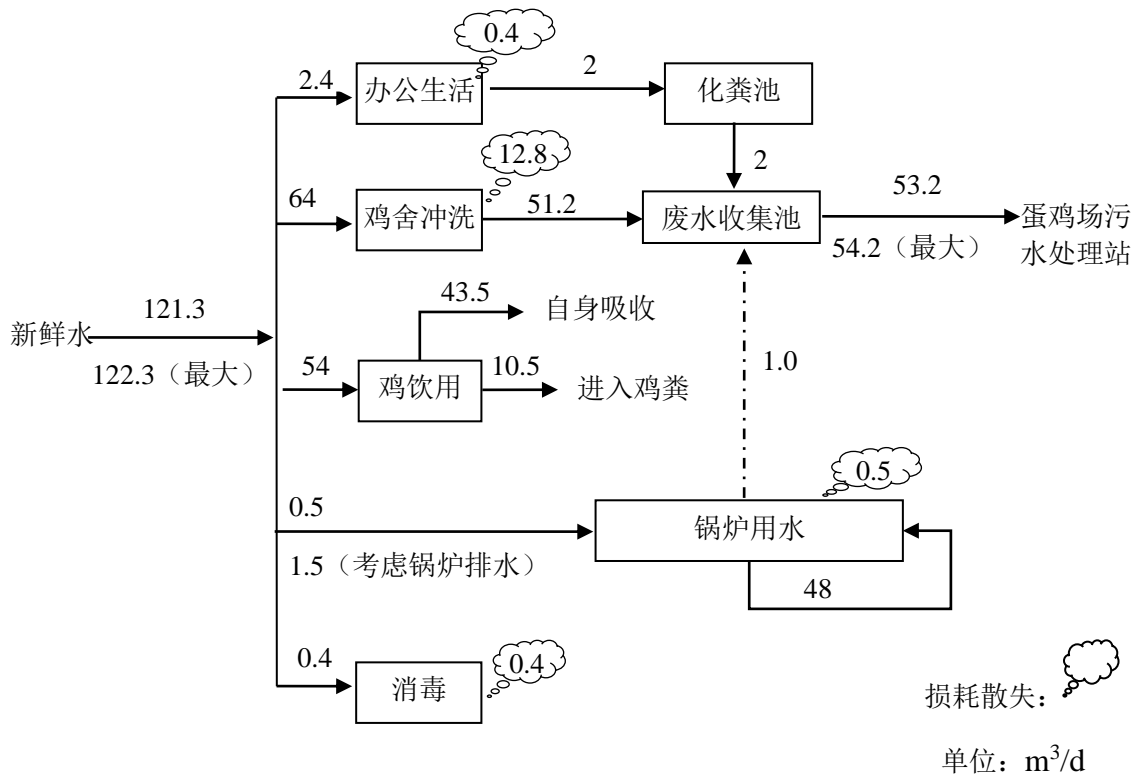 0.4
2.4
办公生活
2
化粪池
12.8
2
64
鸡舍冲洗
51.2
废水收集池
53.2
54.2（最大）
蛋鸡场污
水处理站
新鲜水
121.3
122.3（最大）
43.5
自身吸收
54
鸡饮用
10.5
进入鸡粪
1.0
0.5
0.5
1.5（考虑锅炉排水）
锅炉用水
48
0.4
消毒
0.4
损耗散失：
单位：m³/d